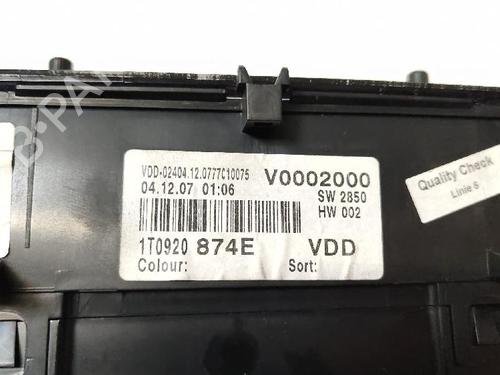 VDD-02404.12.0777C10075
V0002000
04.12.07 01:06
SW 2850
HW 002
1T0920 874E VDD
Colour: Sort:
Quality Check
Linie 6
B-PARTS